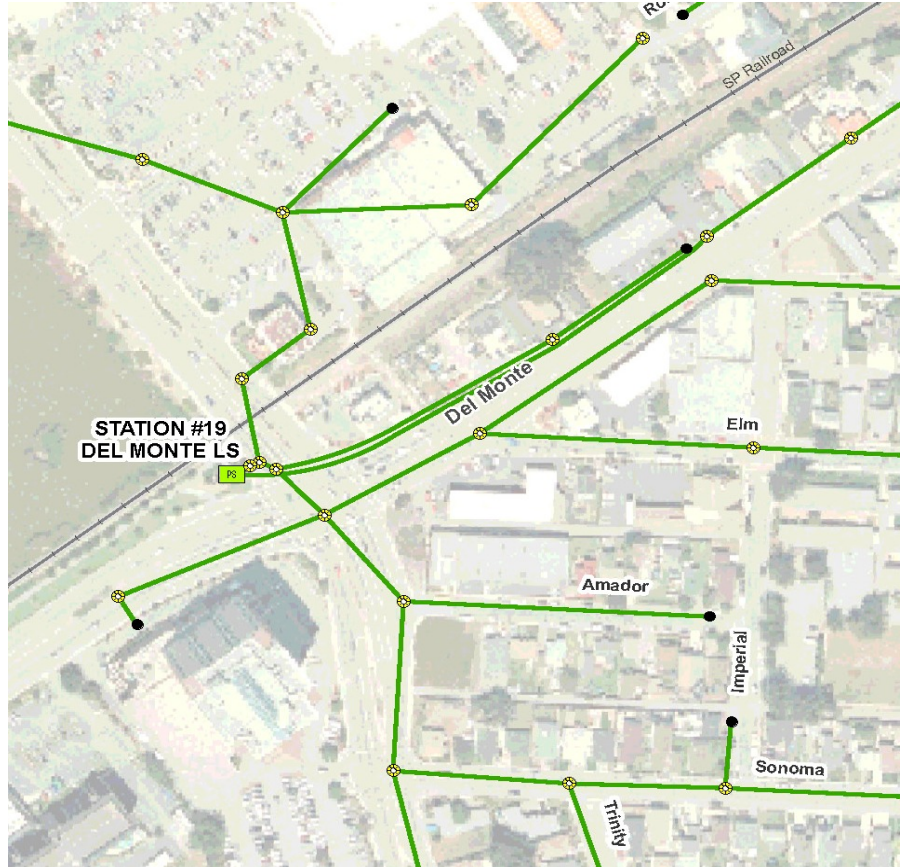 SP Railroad
Del Monte
STATION #19
DEL MONTE LS
PS
Elm
Amador
Imperial
Sonoma
Trinity